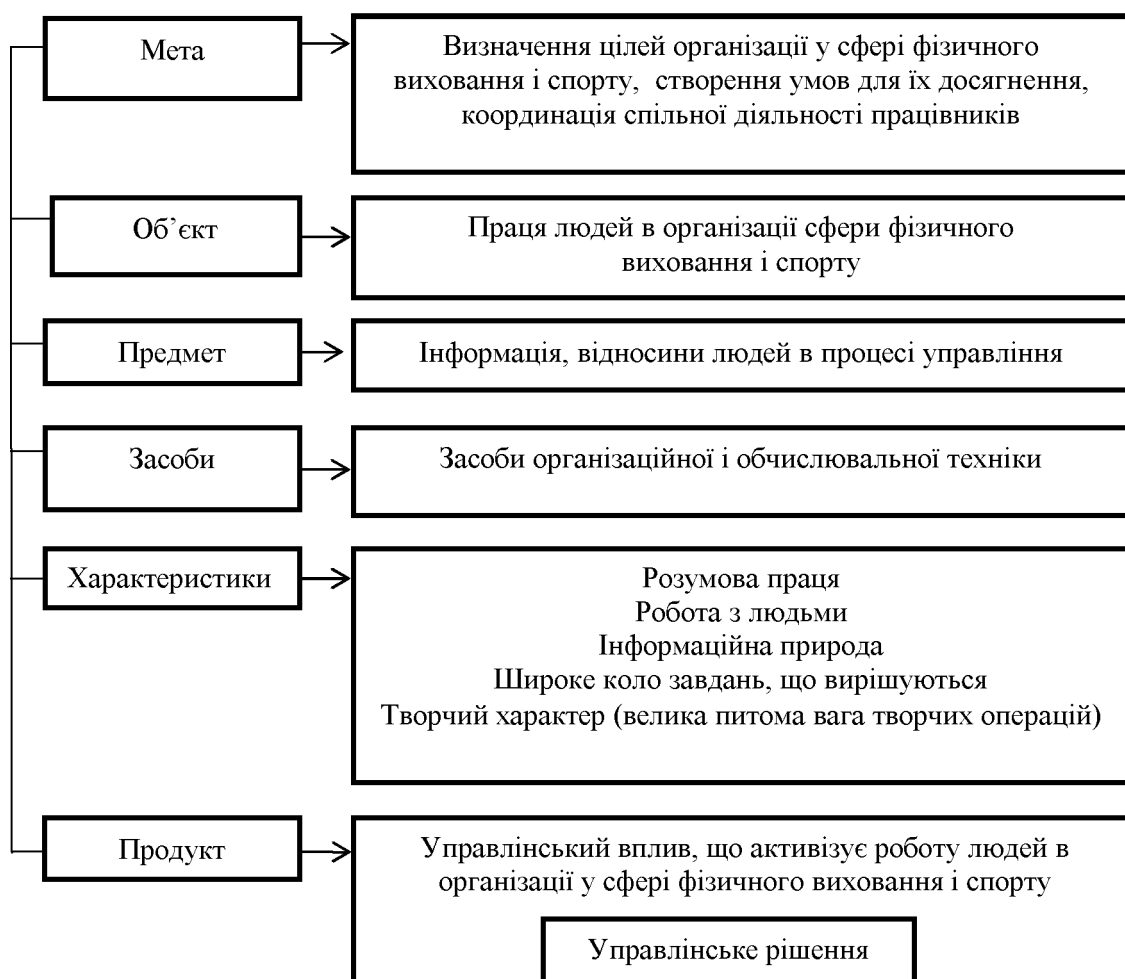 Мета
Визначення цілей організації у сфері фізичного
виховання і спорту, створення умов для їх досягнення,
координація спільної діяльності працівників
Об’єкт
Праця людей в організації сфери фізичного
виховання і спорту
Предмет
Інформація, відносини людей в процесі управління
Засоби
Засоби організаційної і обчислювальної техніки
Характеристики
Розумова праця
Робота з людьми
Інформаційна природа
Широке коло завдань, що вирішуються
Творчий характер (велика питома вага творчих операцій)
Продукт
Управлінський вплив, що активізує роботу людей в
організації у сфері фізичного виховання і спорту
Управлінське рішення